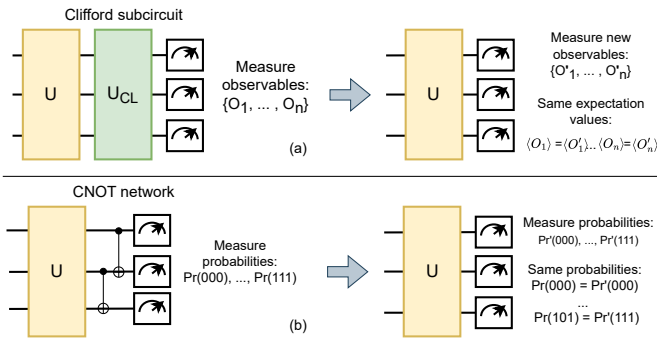 Clifford subcircuit
U
U_CL
Measure
observables:
{O_1, ... , O_n}
U
Measure new
observables:
{O'_1, ... , O'_n}
Same expectation
values:
⟨O_1⟩ =⟨O'_1⟩..⟨O_n⟩=⟨O'_n⟩
(a)
CNOT network
U
Measure
probabilities:
Pr(000), ..., Pr(111)
U
Measure probabilities:
Pr'(000), ..., Pr'(111)
Same probabilities:
Pr(000) = Pr'(000)
...
Pr(101) = Pr'(111)
(b)